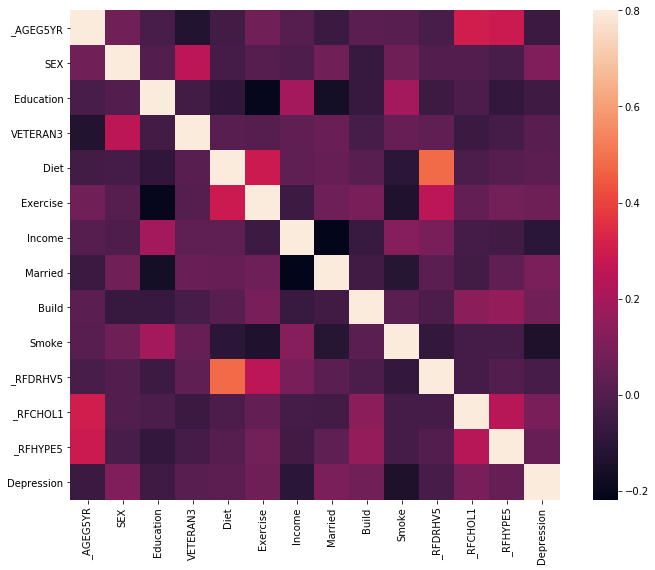 _AGEG5YR
SEX
Education
VETERAN3
Diet
Exercise
Income
Married
Build
Smoke
_RFDRHV5
_RFCHOL1
_RFHYPE5
Depression
_AGEG5YR
SEX
Education
VETERAN3
Diet
Exercise
Income
Married
Build
Smoke
_RFDRHV5
_RFCHOL1
_RFHYPE5
Depression
0.8
0.6
0.4
0.2
0.0
−0.2